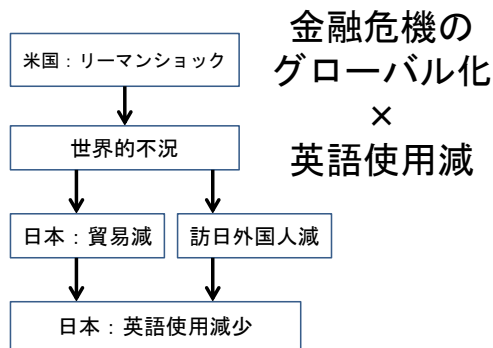 金融危機の
グローバル化
×
英語使用減
米国：リーマンショック
世界的不況
日本：貿易減
訪日外国人減
日本：英語使用減少